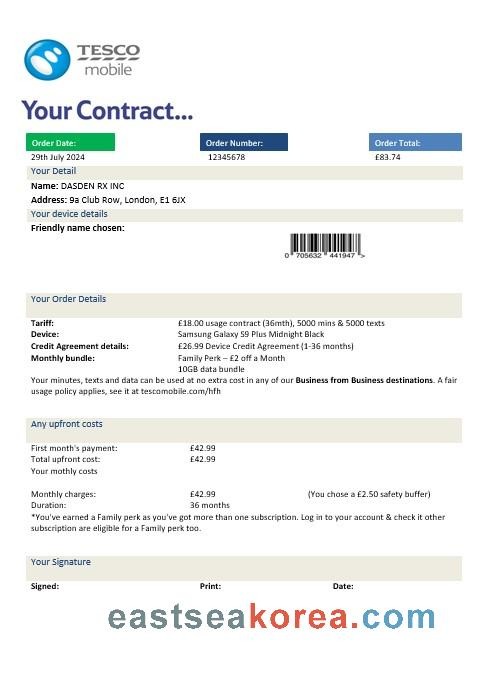 TESCO
mobile
Your Contract...
Order Date: Order Number: Order Total:
29th July 2024 12345678 £83.74
Your Detail
Name: DASDEN RX INC
Address: 9a Club Row, London, E1 6JX
Your device details
Friendly name chosen:
0 705632 441947 >
Your Order Details
Tariff: £18.00 usage contract (36mth), 5000 mins & 5000 texts
Device: Samsung Galaxy S9 Plus Midnight Black
Credit Agreement details: £26.99 Device Credit Agreement (1-36 months)
Monthly bundle: Family Perk – £2 off a Month
10GB data bundle
Your minutes, texts and data can be used at no extra cost in any of our Business from Business destinations. A fair
usage policy applies, see it at tescomobile.com/hfh
Any upfront costs
First month's payment: £42.99
Total upfront cost: £42.99
Your mothly costs
Monthly charges: £42.99 (You chose a £2.50 safety buffer)
Duration: 36 months
*You've earned a Family perk as you've got more than one subscription. Log in to your account & check it other
subscription are eligible for a Family perk too.
Your Signature
Signed: Print: Date:
eastseakorea.com